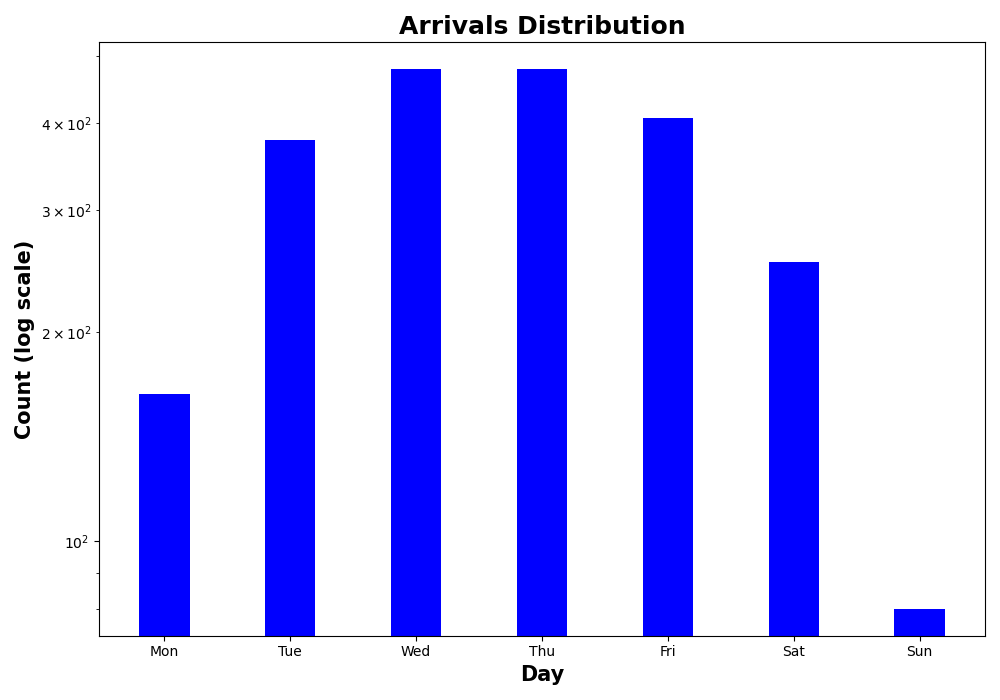 Arrivals Distribution
Count (log scale)
4 × 10²
3 × 10²
2 × 10²
10²
Mon Tue Wed Thu Fri Sat Sun
Day